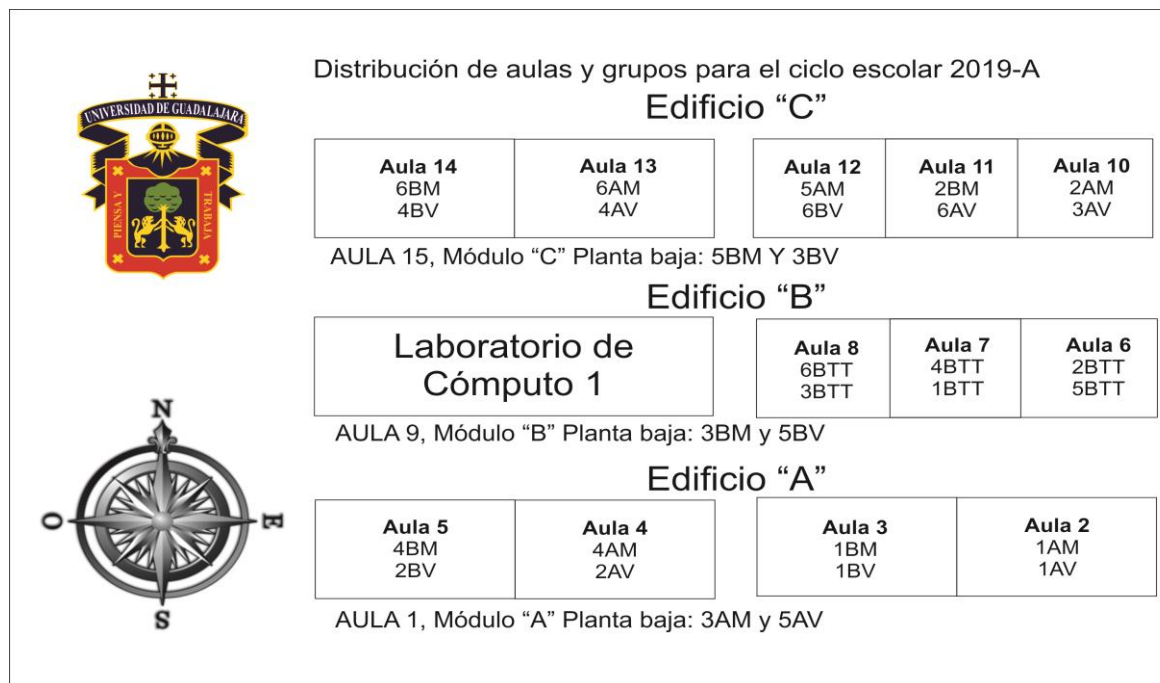 Distribución de aulas y grupos para el ciclo escolar 2019-A
UNIVERSIDAD DE GUADALAJARA
PIENSA Y
TRABAJA
Edificio “C”
Aula 14
6BM
4BV
Aula 13
6AM
4AV
Aula 12
5AM
6BV
Aula 11
2BM
6AV
Aula 10
2AM
3AV
AULA 15, Módulo “C” Planta baja: 5BM Y 3BV
Edificio “B”
Laboratorio de
Cómputo 1
Aula 8
6BTT
3BTT
Aula 7
4BTT
1BTT
Aula 6
2BTT
5BTT
AULA 9, Módulo “B” Planta baja: 3BM y 5BV
N
O
E
S
Edificio “A”
Aula 5
4BM
2BV
Aula 4
4AM
2AV
Aula 3
1BM
1BV
Aula 2
1AM
1AV
AULA 1, Módulo “A” Planta baja: 3AM y 5AV